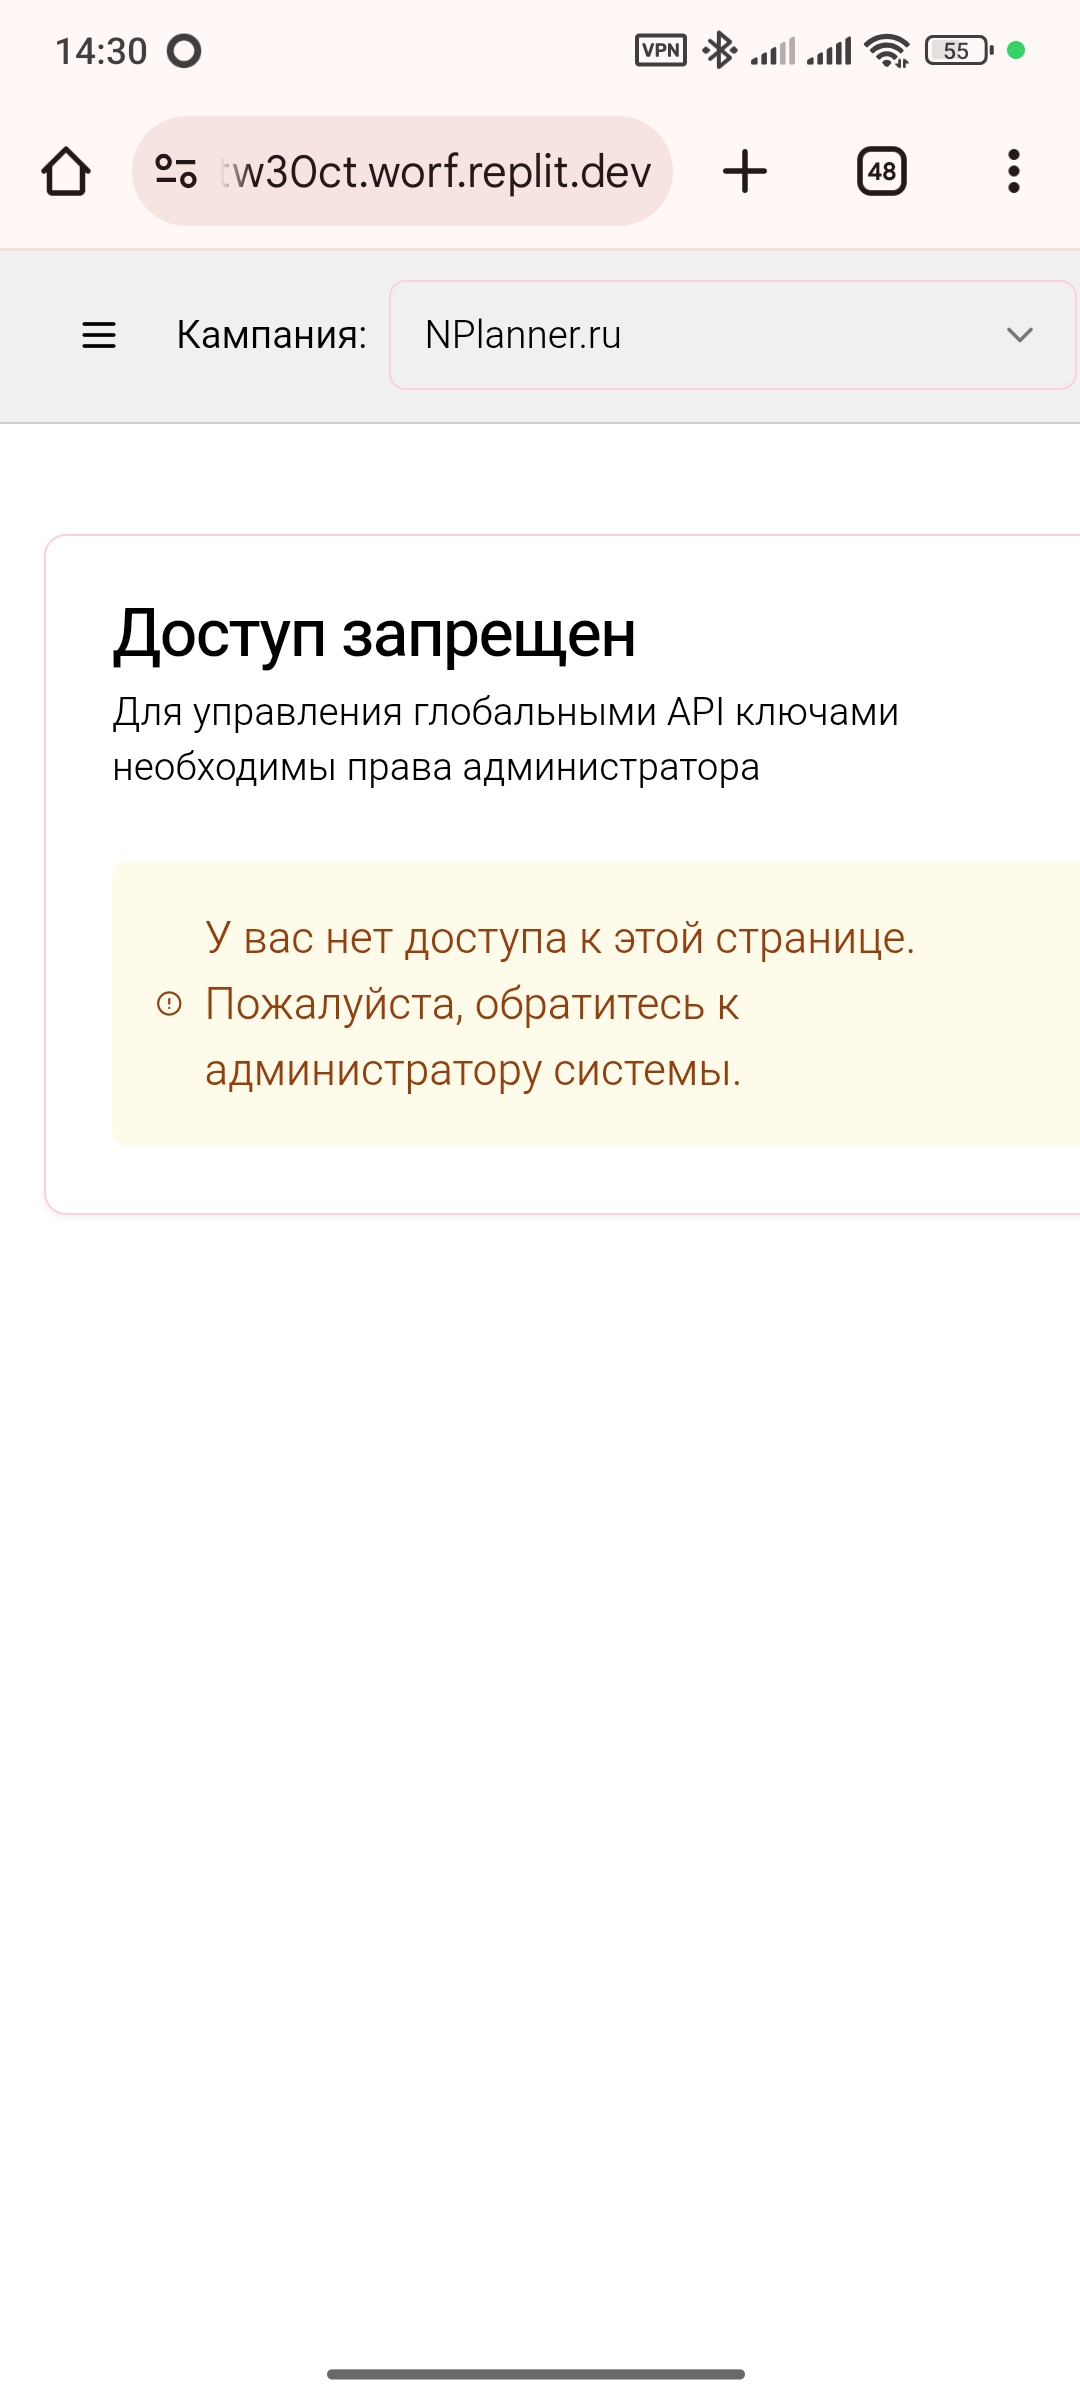 14:30
VPN
55
tw30ct.worf.replit.dev
48
Кампания:
NPlanner.ru
Доступ запрещен
Для управления глобальными API ключами
необходимы права администратора
У вас нет доступа к этой странице.
Пожалуйста, обратитесь к
администратору системы.